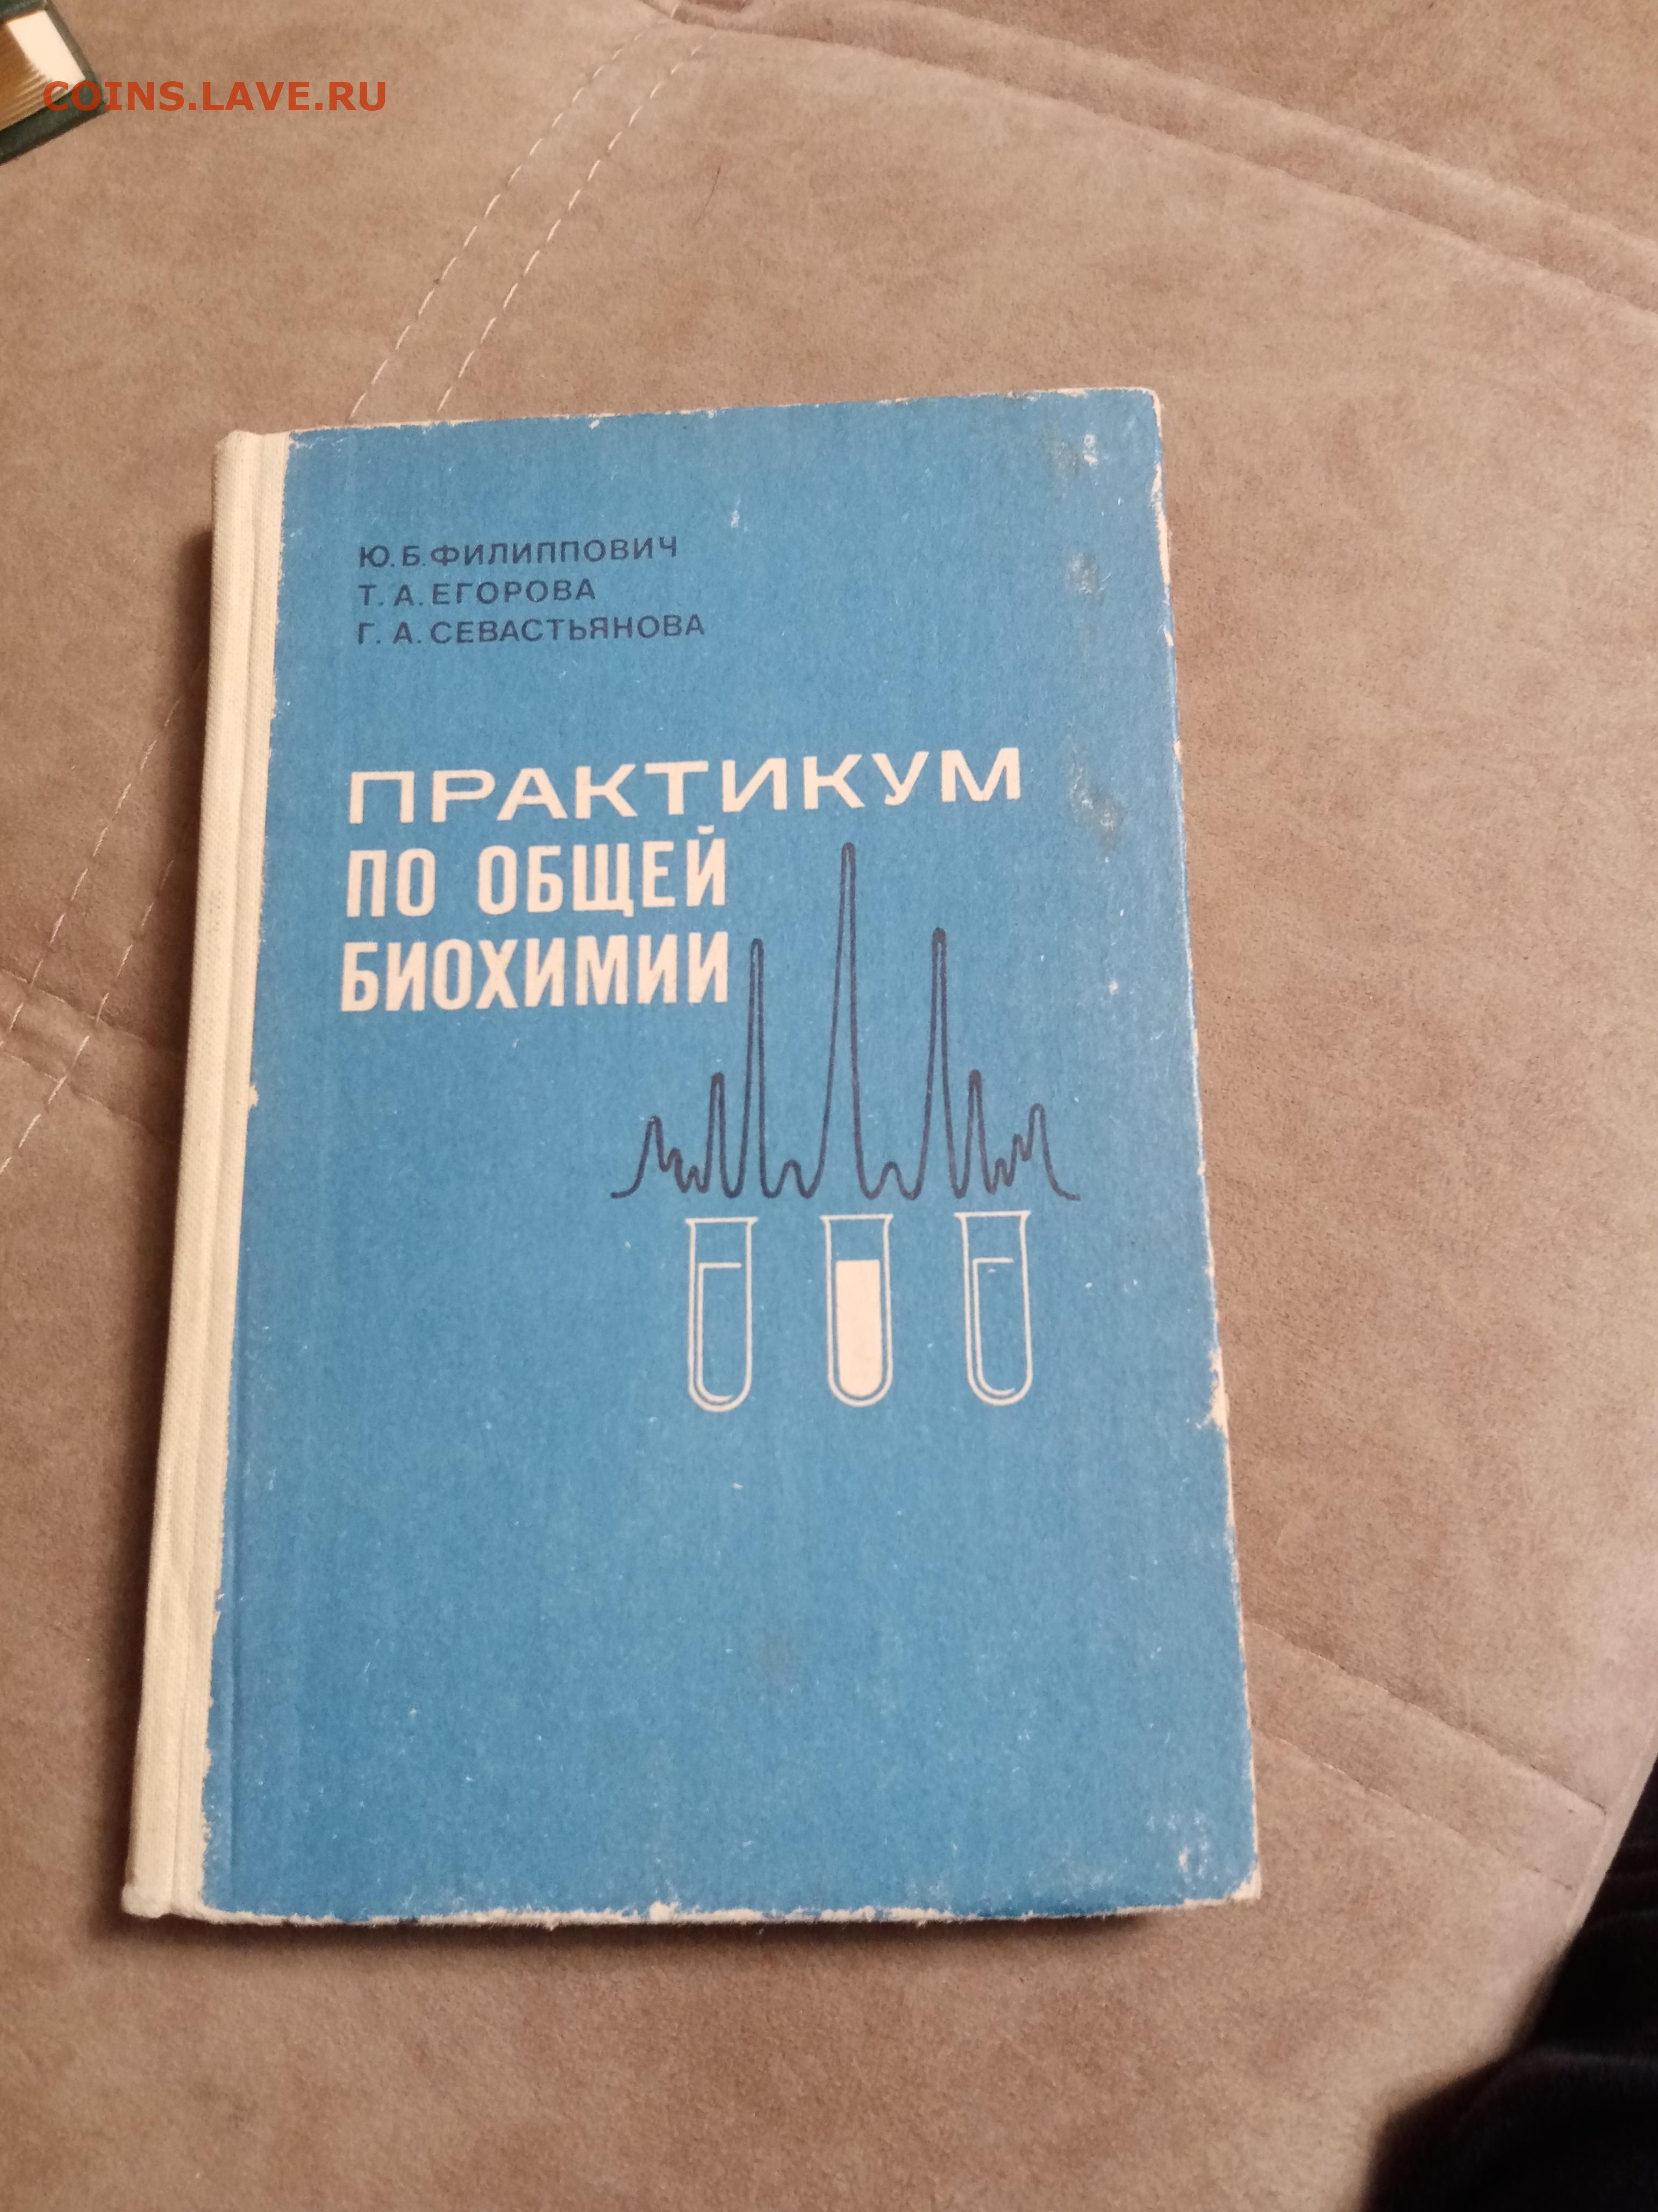 COINS.LAVE.RU
Ю. Б. ФИЛИППОВИЧ
Т. А. ЕГОРОВА
Г. А. СЕВАСТЬЯНОВА
ПРАКТИКУМ
ПО ОБЩЕЙ
БИОХИМИИ